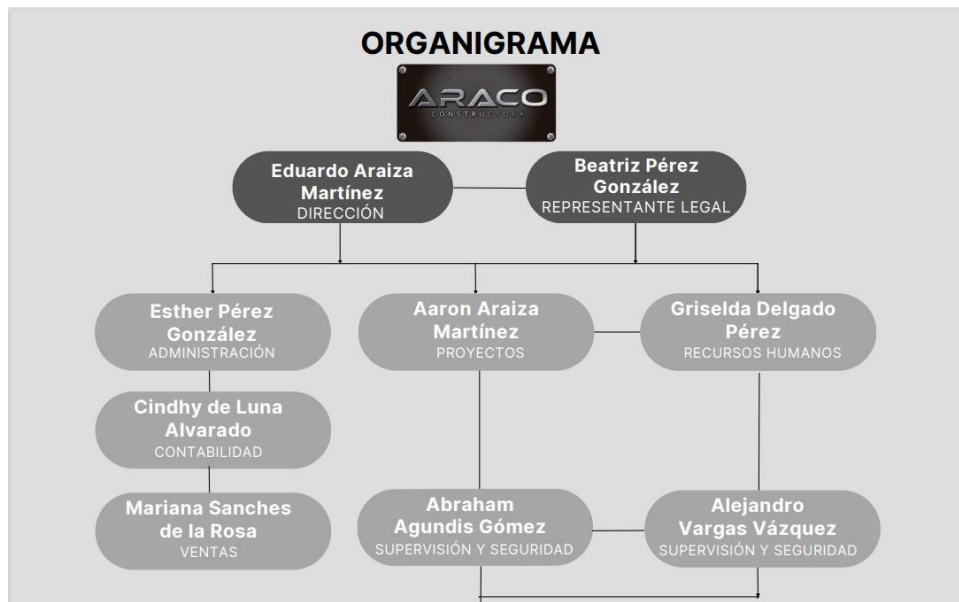 ORGANIGRAMA
ARACO
CONSTRUCTORA
Eduardo Araiza
Martínez
DIRECCIÓN
Beatriz Pérez
González
REPRESENTANTE LEGAL
Esther Pérez
González
ADMINISTRACIÓN
Aaron Araiza
Martínez
PROYECTOS
Griselda Delgado
Pérez
RECURSOS HUMANOS
Cindhy de Luna
Alvarado
CONTABILIDAD
Mariana Sanches
de la Rosa
VENTAS
Abraham
Agundis Gómez
SUPERVISIÓN Y SEGURIDAD
Alejandro
Vargas Vázquez
SUPERVISIÓN Y SEGURIDAD